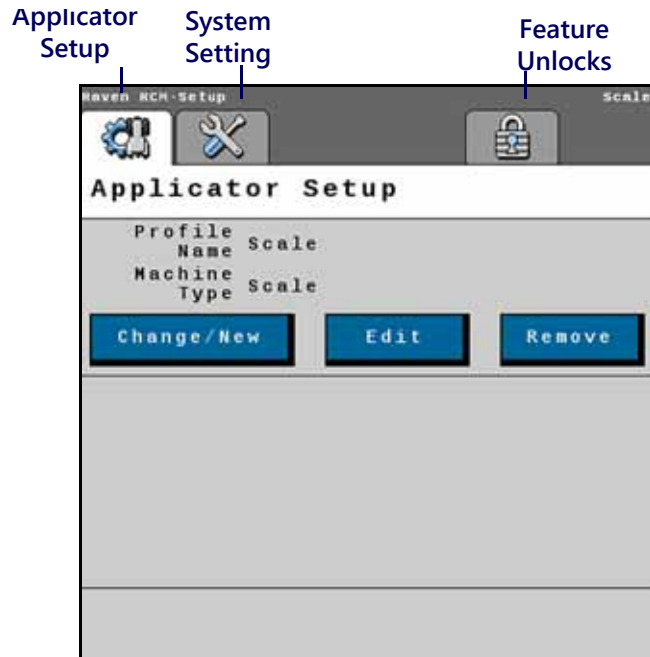 Applicator
Setup
System
Setting
Feature
Unlocks
Raven RCM-Setup
Scale
Applicator Setup
Profile
Name Scale
Machine
Type Scale
Change/New Edit Remove